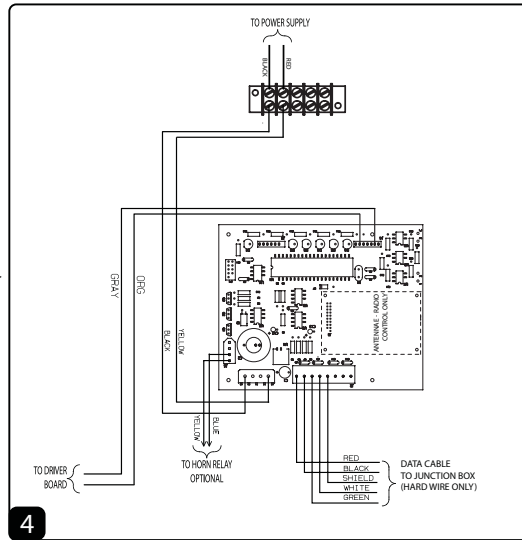 TO POWER SUPPLY
BLACK
RED
GRAY
ORG
BLACK
YELLOW
ANTENNAE - RADIO
CONTROL ONLY
YELLOW
BLUE
TO HORN RELAY
OPTIONAL
TO DRIVER
BOARD
RED
BLACK
SHIELD
WHITE
GREEN
DATA CABLE
TO JUNCTION BOX
(HARD WIRE ONLY)
4